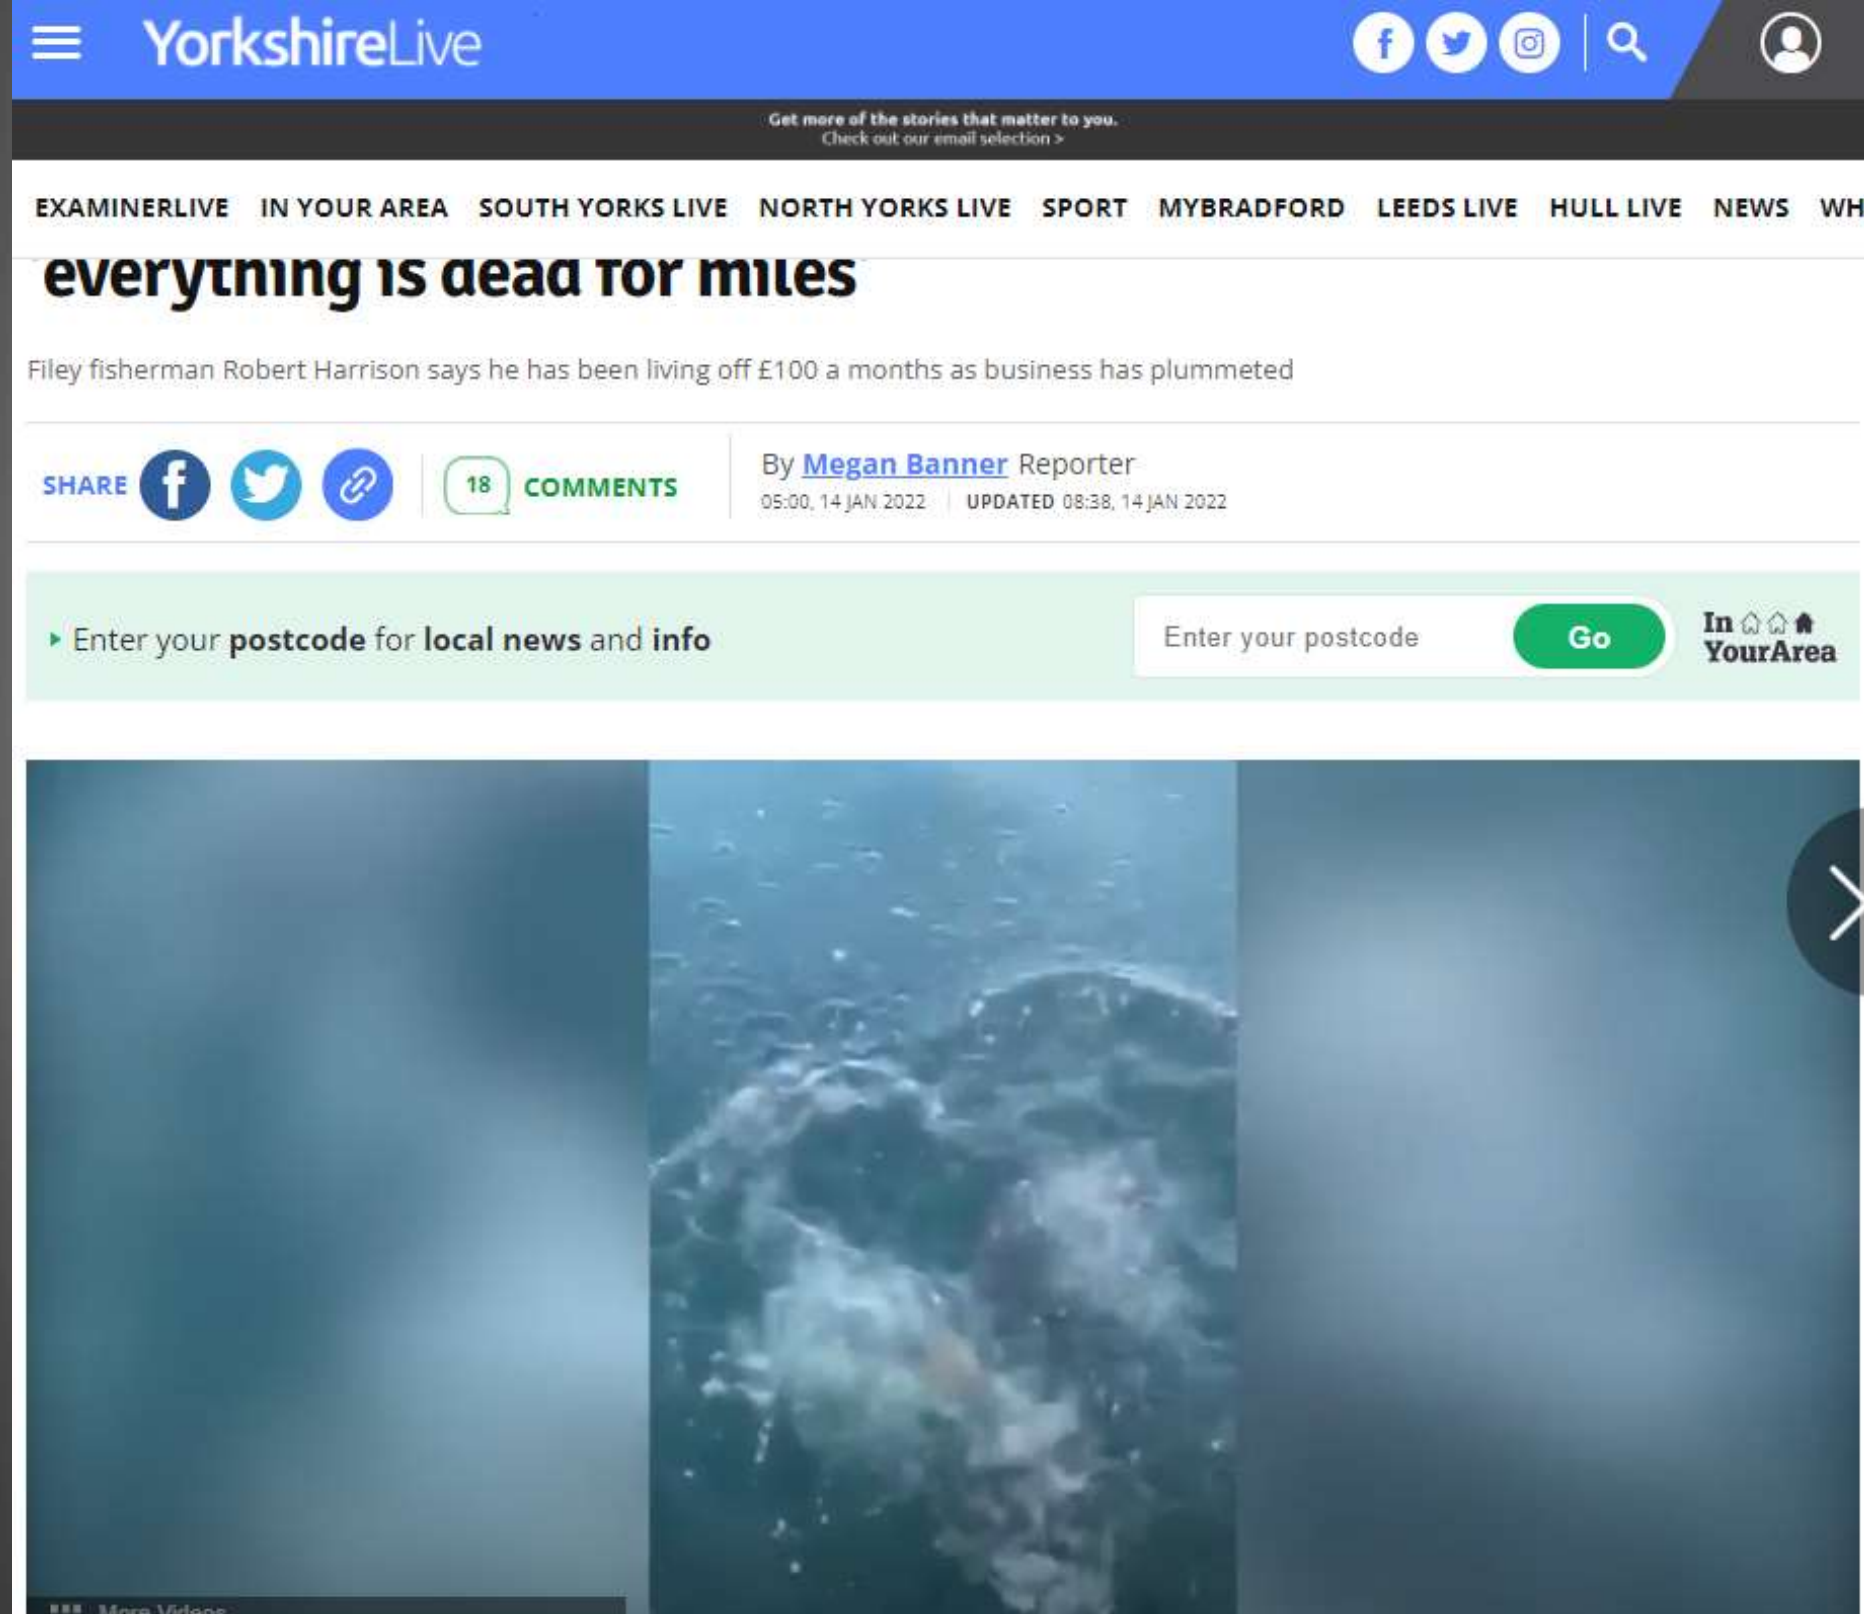 YorkshireLive
Get more of the stories that matter to you.
Check out our email selection >
EXAMINERLIVE IN YOUR AREA SOUTH YORKS LIVE NORTH YORKS LIVE SPORT MYBRADFORD LEEDS LIVE HULL LIVE NEWS WH
'everything is dead for miles'
Filey fisherman Robert Harrison says he has been living off £100 a months as business has plummeted
SHARE 18 COMMENTS
By Megan Banner Reporter
05:00, 14 JAN 2022 UPDATED 08:38, 14 JAN 2022
Enter your postcode for local news and info
Enter your postcode Go
In
YourArea
More Videos